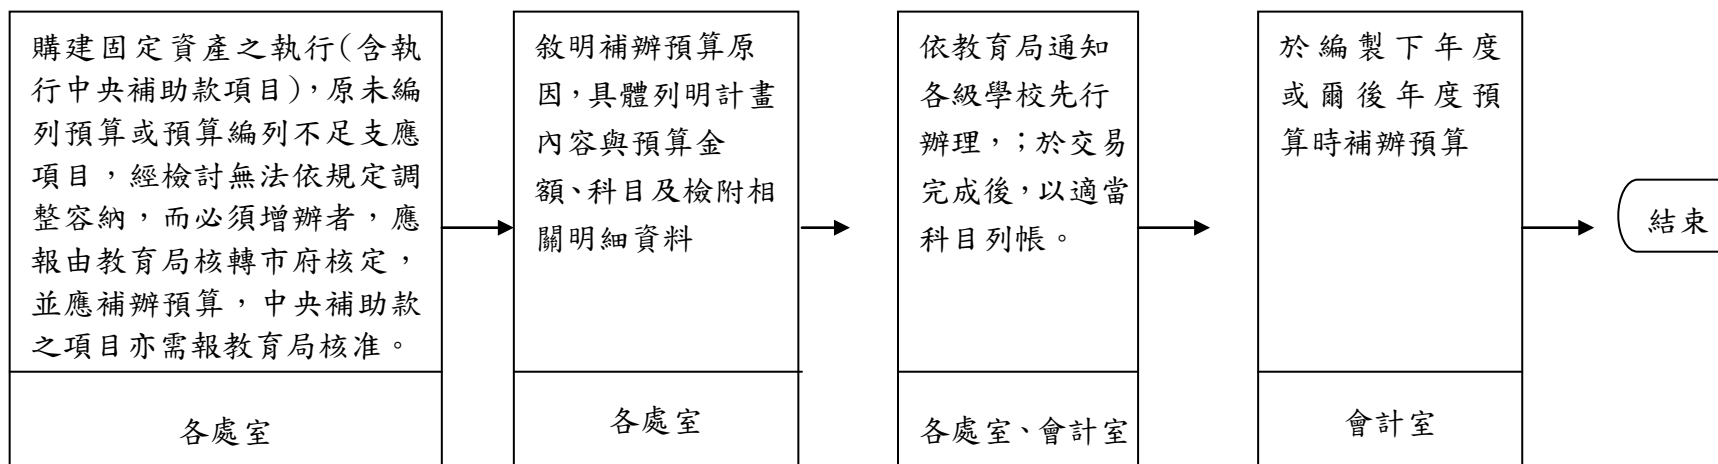 購建固定資產之執行(含執
行中央補助款項目)，原未編
列預算或預算編列不足支應
項目，經檢討無法依規定調
整容納，而必須增辦者，應
報由教育局核轉市府核定，
並應補辦預算，中央補助款
之項目亦需報教育局核准。
各處室
敘明補辦預算原
因，具體列明計畫
內容與預算金
額、科目及檢附相
關明細資料
各處室
依教育局通知
各級學校先行
辦理，；於交易
完成後，以適當
科目列帳。
各處室、會計室
於編製下年度
或爾後年度預
算時補辦預算
會計室
結束